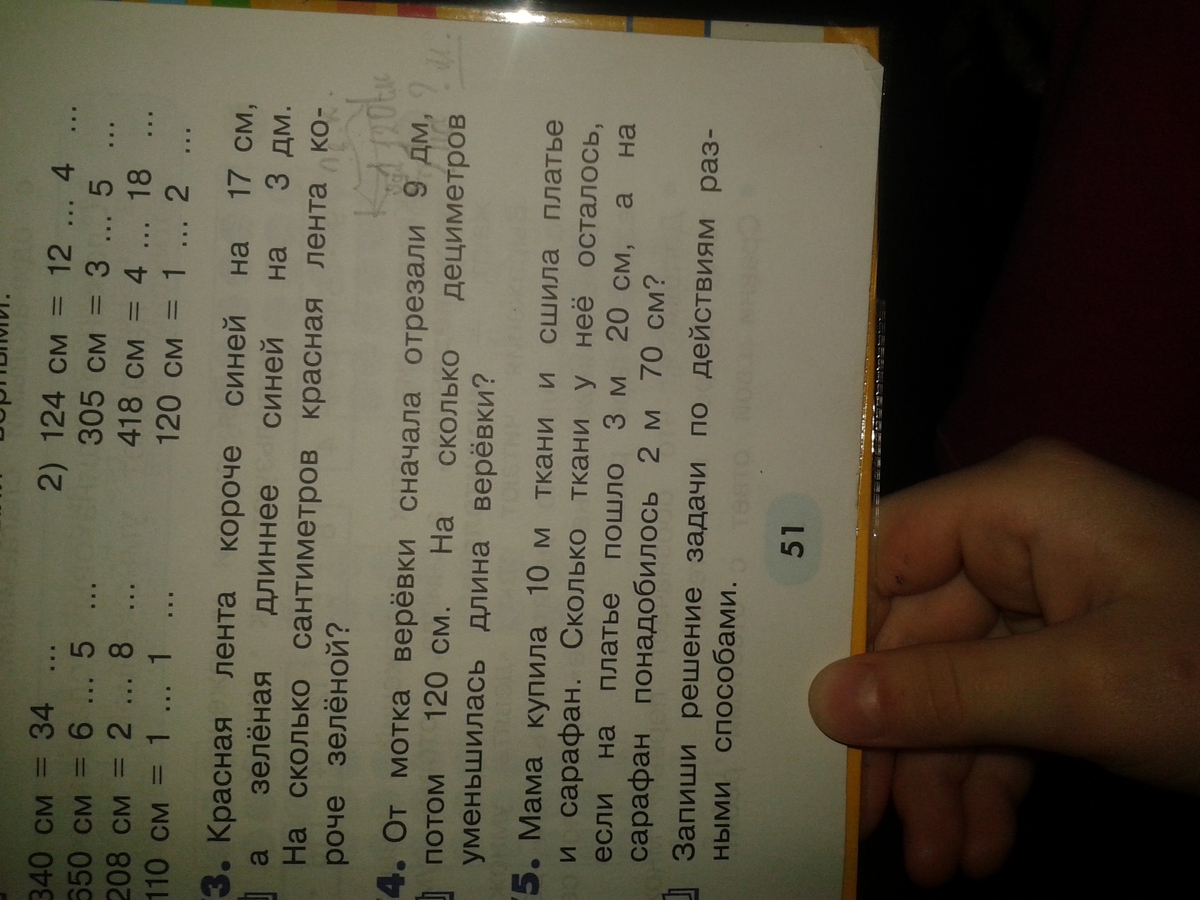 верными.
340 см = 34 ... 2) 124 см = 12 ... 4 ...
650 см = 6 ... 5 ... 305 см = 3 ... 5 ...
208 см = 2 ... 8 ... 418 см = 4 ... 18 ...
110 см = 1 ... 1 ... 120 см = 1 ... 2 ...
3. Красная лента короче синей на 17 см,
а зелёная длиннее синей на 3 дм.
На сколько сантиметров красная лента ко-
роче зелёной?
4. От мотка верёвки сначала отрезали 9 дм,
потом 120 см. На сколько дециметров
уменьшилась длина верёвки?
5. Мама купила 10 м ткани и сшила платье
и сарафан. Сколько ткани у неё осталось,
если на платье пошло 3 м 20 см, а на
сарафан понадобилось 2 м 70 см?
Запиши решение задачи по действиям раз-
ными способами.
51